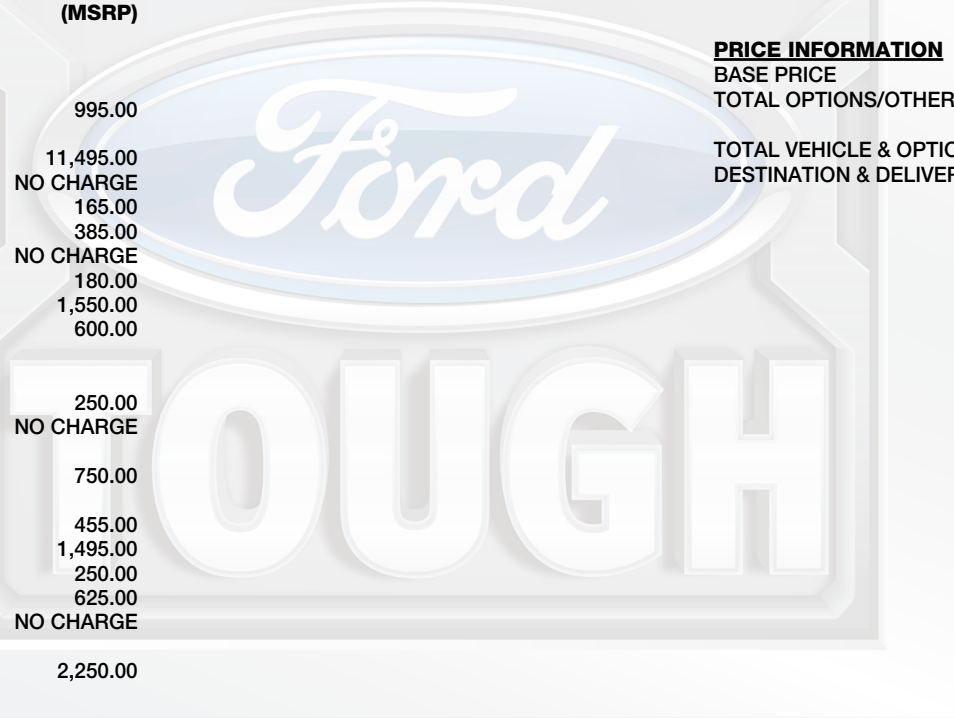 (MSRP)
995.00
11,495.00
NO CHARGE
165.00
385.00
NO CHARGE
180.00
1,550.00
600.00
250.00
NO CHARGE
750.00
455.00
1,495.00
250.00
625.00
NO CHARGE
2,250.00
PRICE INFORMATION
BASE PRICE
TOTAL OPTIONS/OTHER
TOTAL VEHICLE & OPTIO
DESTINATION & DELIVER
Ford
TOUGH